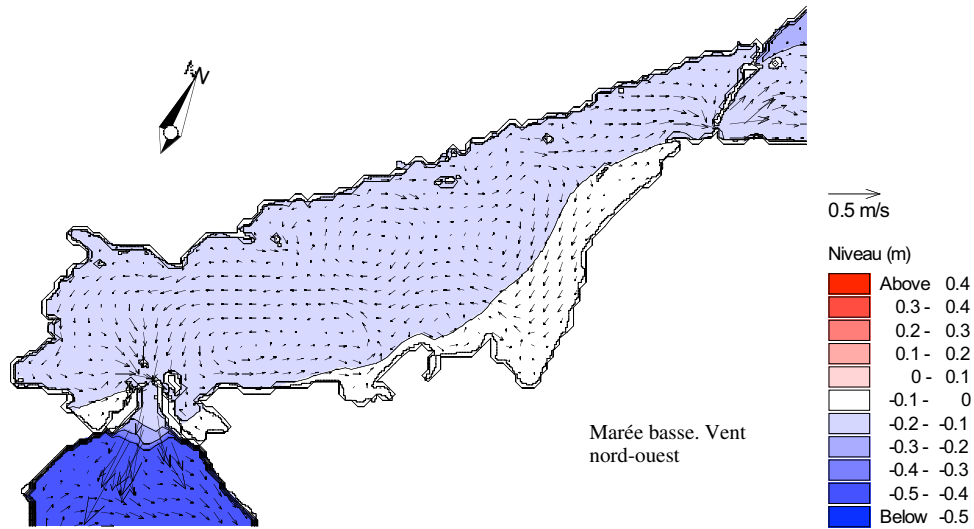 N
0.5 m/s
Niveau (m)
Above 0.4
0.3 - 0.4
0.2 - 0.3
0.1 - 0.2
0 - 0.1
-0.1 - 0
-0.2 - -0.1
-0.3 - -0.2
-0.4 - -0.3
-0.5 - -0.4
Below -0.5
Marée basse. Vent
nord-ouest